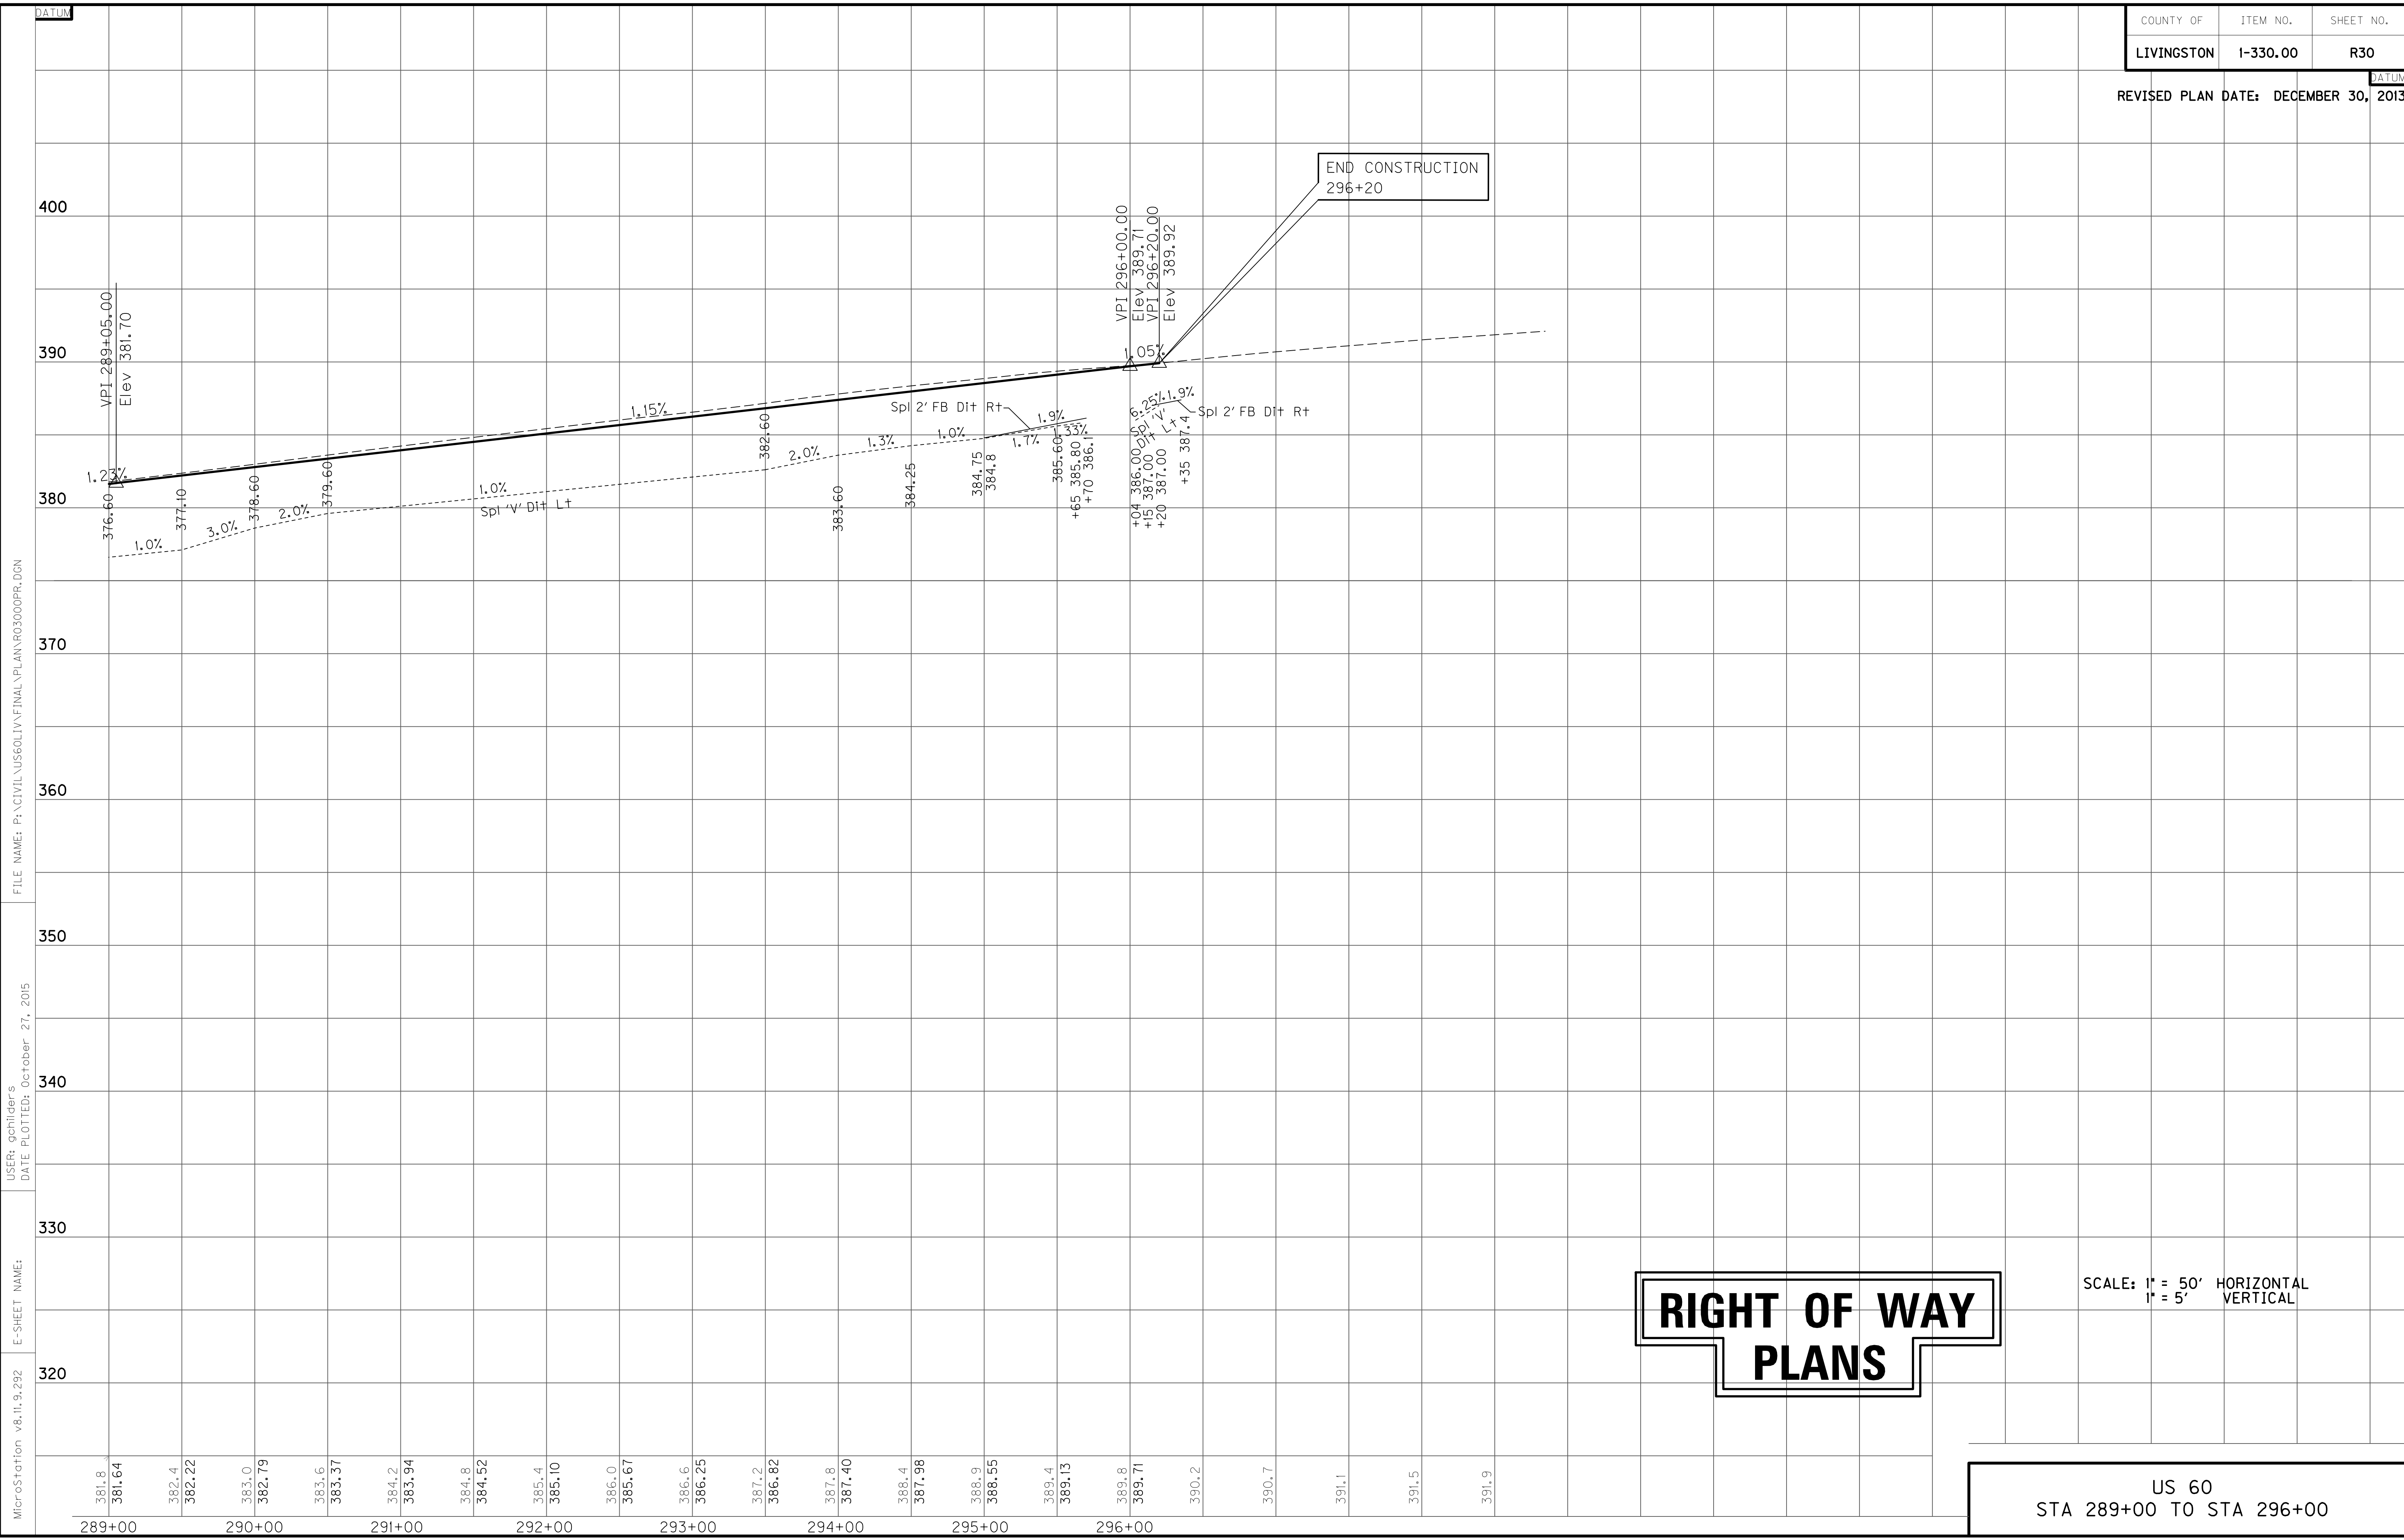 DATUM
COUNTY OF ITEM NO. SHEET NO.
LIVINGSTON 1-330.00 R30
DATUM
REVISED PLAN DATE: DECEMBER 30, 2013
END CONSTRUCTION
296+20
400
390
380
370
360
350
340
330
320
VPI 289+05.00
Elev 381.70
VPI 296+00.00
Elev 389.71
VPI 296+20.00
Elev 389.92
1.23%
1.15%
1.05%
376.60
377.10
378.60
379.60
382.60
383.60
384.25
384.75
384.8
385.60
+65 385.80
+70 386.1
+04 386.00
+15 387.00
+20 387.00
+35 387.4
1.0%
3.0%
2.0%
1.0%
Spl 'V' Dit Lt
2.0%
1.3%
1.0%
Spl 2' FB Dit Rt
1.9%
1.7%
1.33%
6.25%
1.9%
Spl 'V'
Dit Lt
Spl 2' FB Dit Rt
RIGHT OF WAY
PLANS
SCALE: 1" = 50' HORIZONTAL
1" = 5' VERTICAL
381.8
381.64
382.4
382.22
383.0
382.79
383.6
383.37
384.2
383.94
384.8
384.52
385.4
385.10
386.0
385.67
386.6
386.25
387.2
386.82
387.8
387.40
388.4
387.98
388.9
388.55
389.4
389.13
389.8
389.71
390.2
390.7
391.1
391.5
391.9
289+00 290+00 291+00 292+00 293+00 294+00 295+00 296+00
US 60
STA 289+00 TO STA 296+00
FILE NAME: P:\CIVIL\US60LIV\FINAL\PLAN\R03000PR.DGN
USER: gchilders
DATE PLOTTED: October 27, 2015
E-SHEET NAME:
MicroStation v8.11.9.292